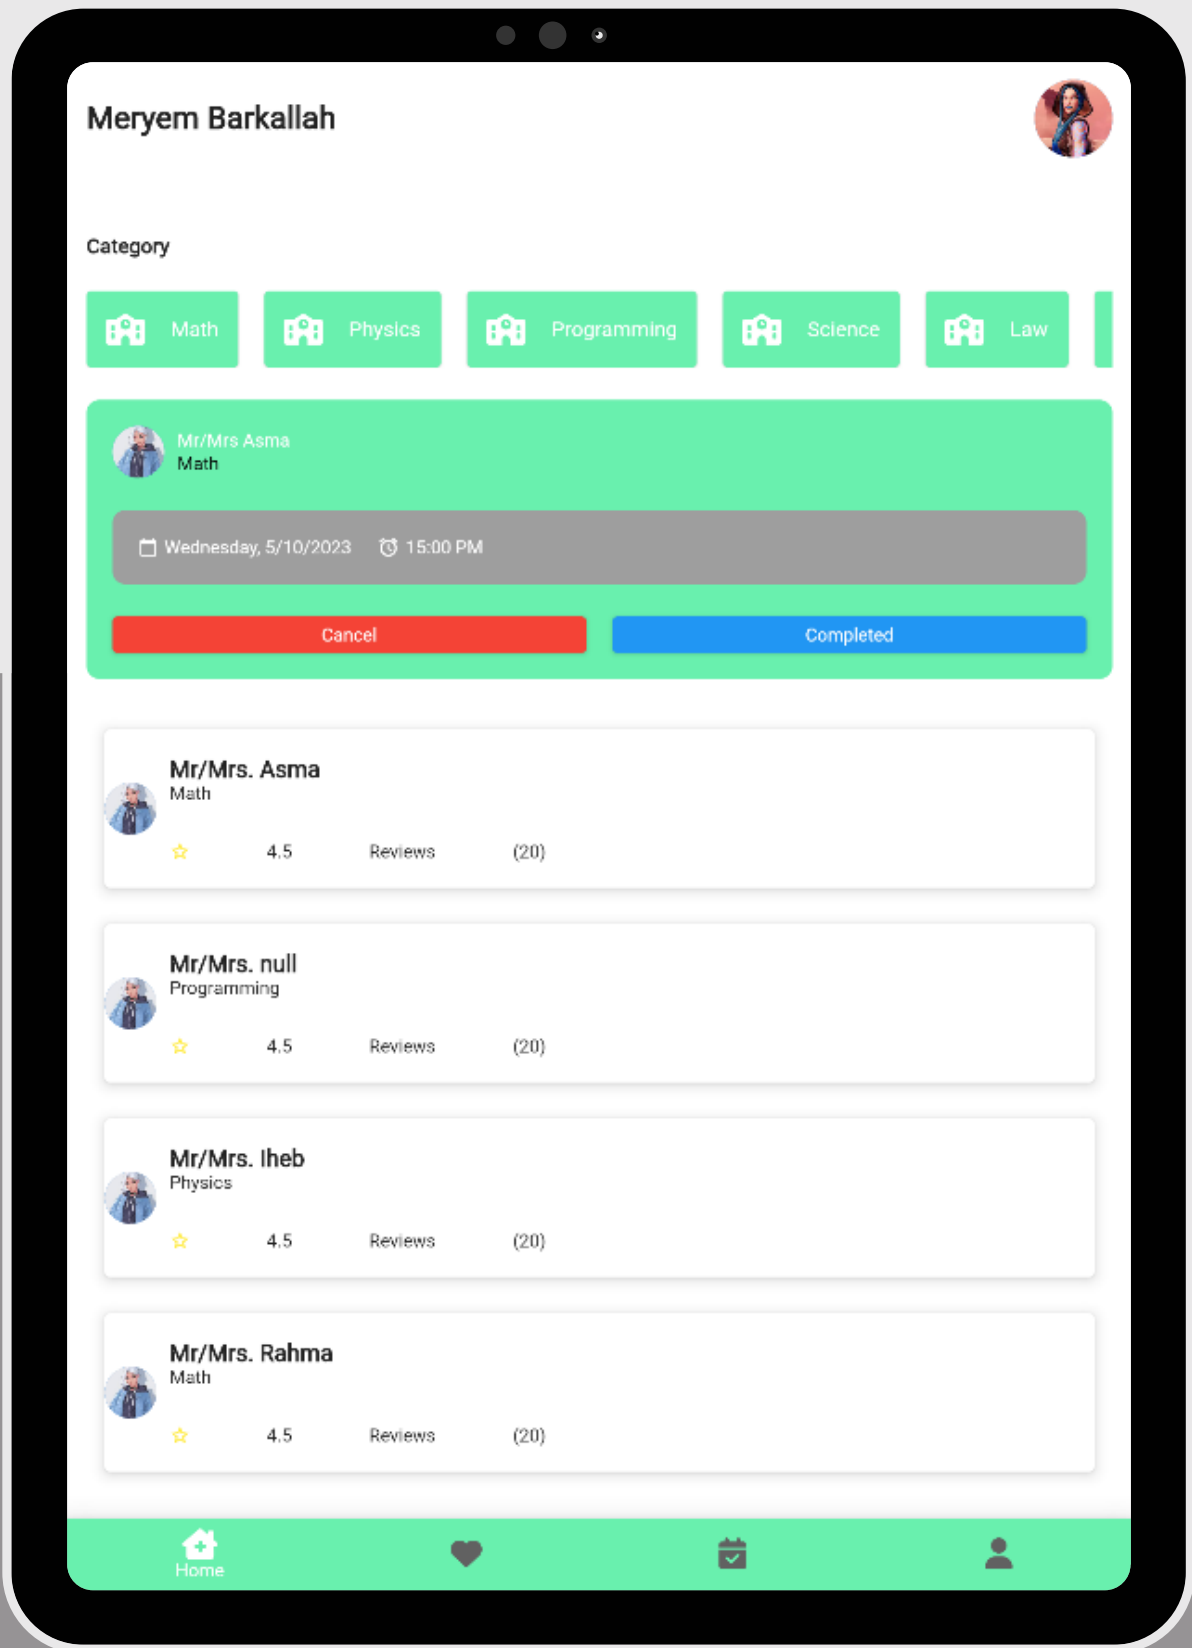 Meryem Barkallah
Category
Math Physics Programming Science Law
Mr/Mrs Asma
Math
Wednesday, 5/10/2023 15:00 PM
Cancel Completed
Mr/Mrs. Asma
Math
4.5 Reviews (20)
Mr/Mrs. null
Programming
4.5 Reviews (20)
Mr/Mrs. Iheb
Physics
4.5 Reviews (20)
Mr/Mrs. Rahma
Math
4.5 Reviews (20)
Home